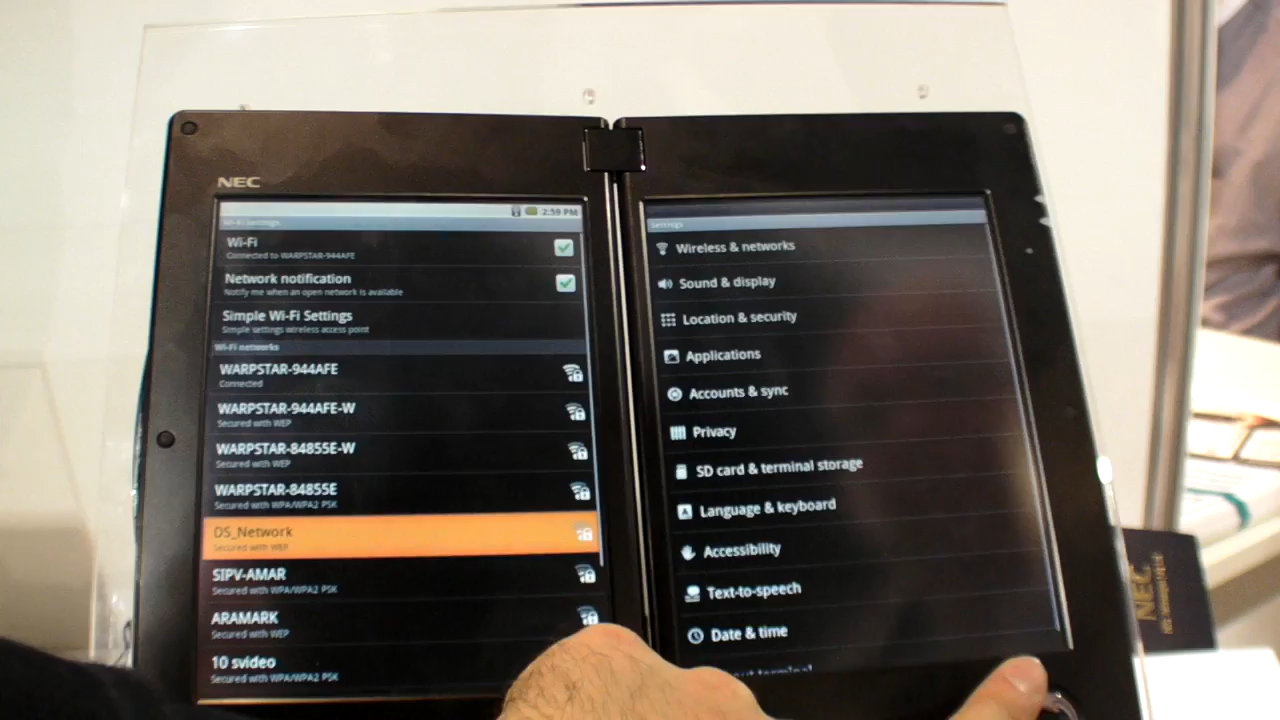 NEC
2:59 PM
Wi-Fi settings
Wi-Fi
Connected to WARPSTAR-944AFE
Network notification
Notify me when an open network is available
Simple Wi-Fi Settings
Simple settings wireless access point
Wi-Fi networks
WARPSTAR-944AFE
Connected
WARPSTAR-944AFE-W
Secured with WEP
WARPSTAR-84855E-W
Secured with WEP
WARPSTAR-84855E
Secured with WPA/WPA2 PSK
DS_Network
Secured with WEP
SIPV-AMAR
Secured with WPA/WPA2 PSK
ARAMARK
Secured with WEP
10 svideo
Secured with WPA/WPA2 PSK
Settings
Wireless & networks
Sound & display
Location & security
Applications
Accounts & sync
Privacy
SD card & terminal storage
Language & keyboard
Accessibility
Text-to-speech
Date & time
terminal
NEC